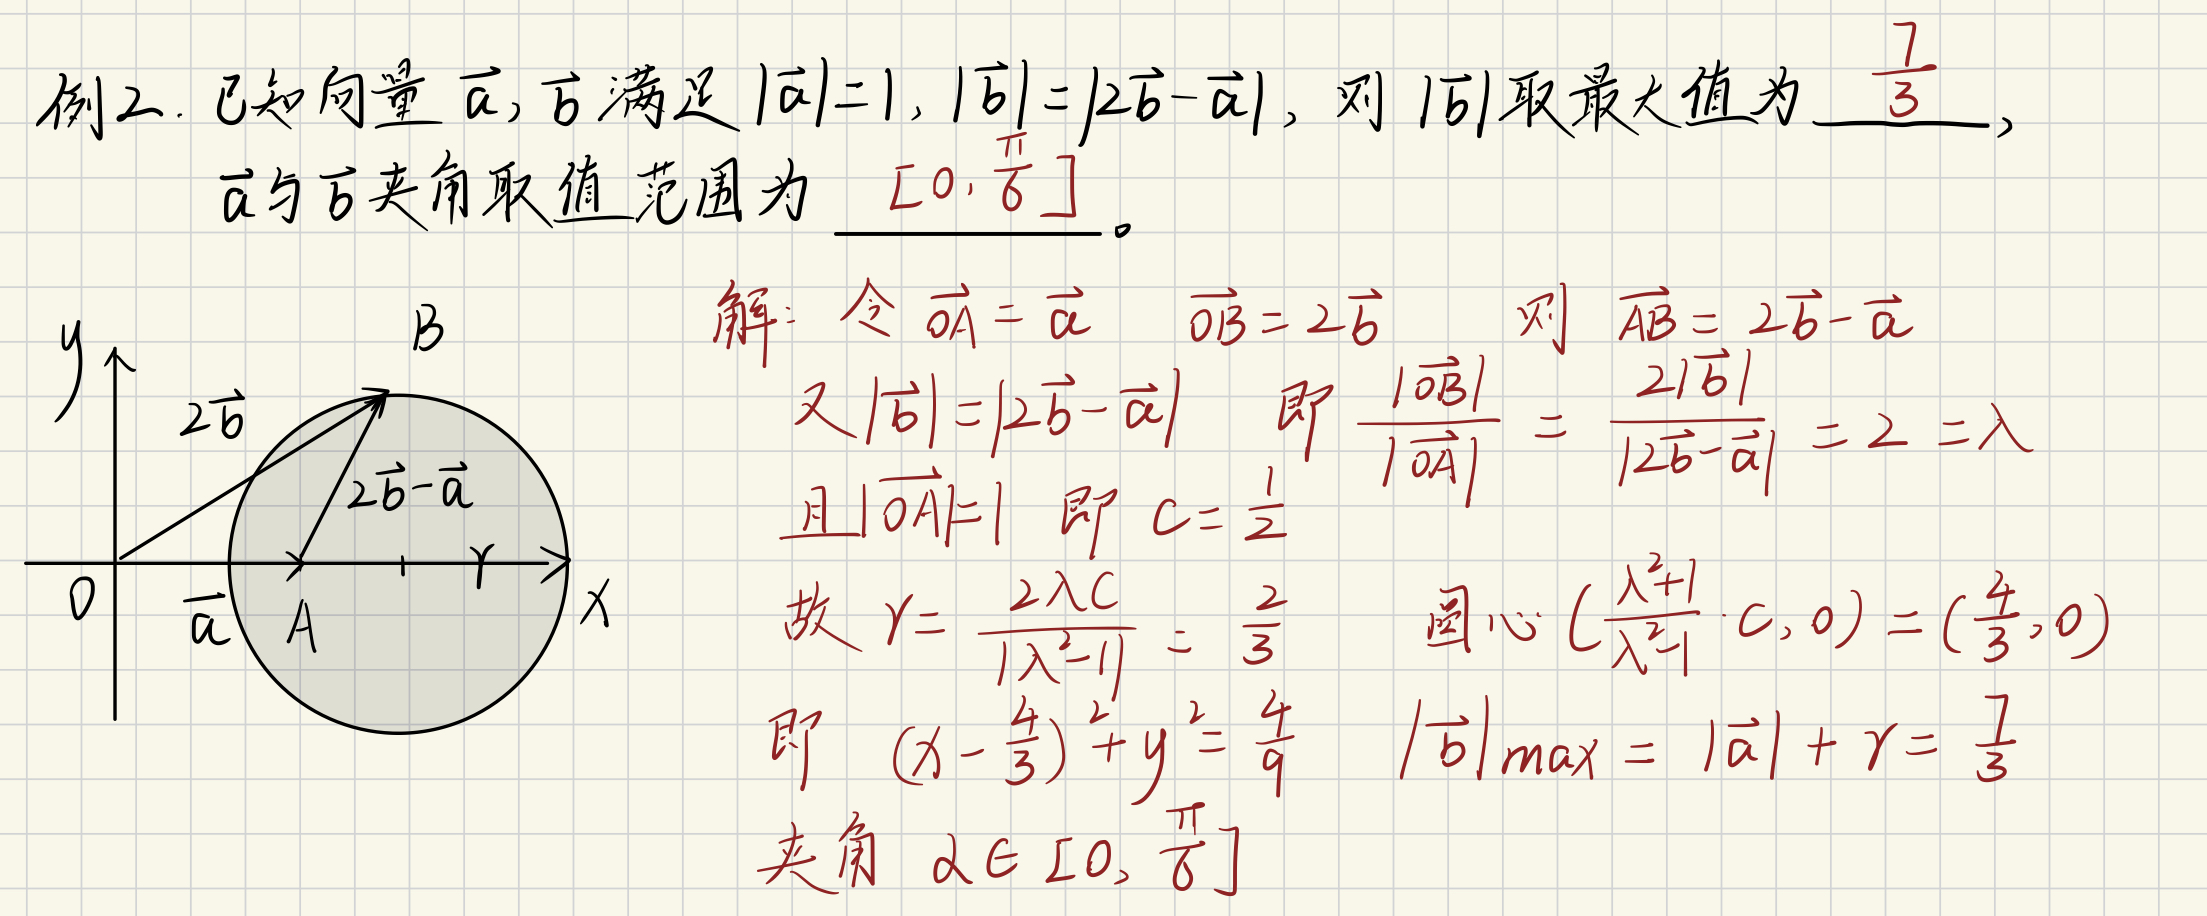 例2. 已知向量 $\vec{a}$, $\vec{b}$ 满足 $|\vec{a}|=1$, $|\vec{b}|=|2\vec{b}-\vec{a}|$, 则 $|\vec{b}|$ 取最大值为 $\frac{7}{3}$,
$\vec{a}$ 与 $\vec{b}$ 夹角取值范围为 $[0, \frac{\pi}{6}]$。
y
B
$2\vec{b}$
$2\vec{b}-\vec{a}$
r
O
$\vec{a}$
A
x
解: 令 $\vec{OA}=\vec{a}$ $\vec{OB}=2\vec{b}$ 则 $\vec{AB}=2\vec{b}-\vec{a}$
又 $|\vec{b}|=|2\vec{b}-\vec{a}|$ 即 $\frac{|\vec{OB}|}{|\vec{OA}|}=\frac{2|\vec{b}|}{|2\vec{b}-\vec{a}|}=2=\lambda$
且 $|\vec{OA}|=1$ 即 $C=\frac{1}{2}$
故 $r=\frac{2\lambda C}{|\lambda^2-1|}=\frac{2}{3}$ 圆心 $(\frac{\lambda^2+1}{\lambda^2-1}\cdot C, 0)=(\frac{4}{3}, 0)$
即 $(x-\frac{4}{3})^2+y^2=\frac{4}{9}$ $|\vec{b}|_{max}=|\vec{a}|+r=\frac{7}{3}$
夹角 $\alpha\in[0, \frac{\pi}{6}]$